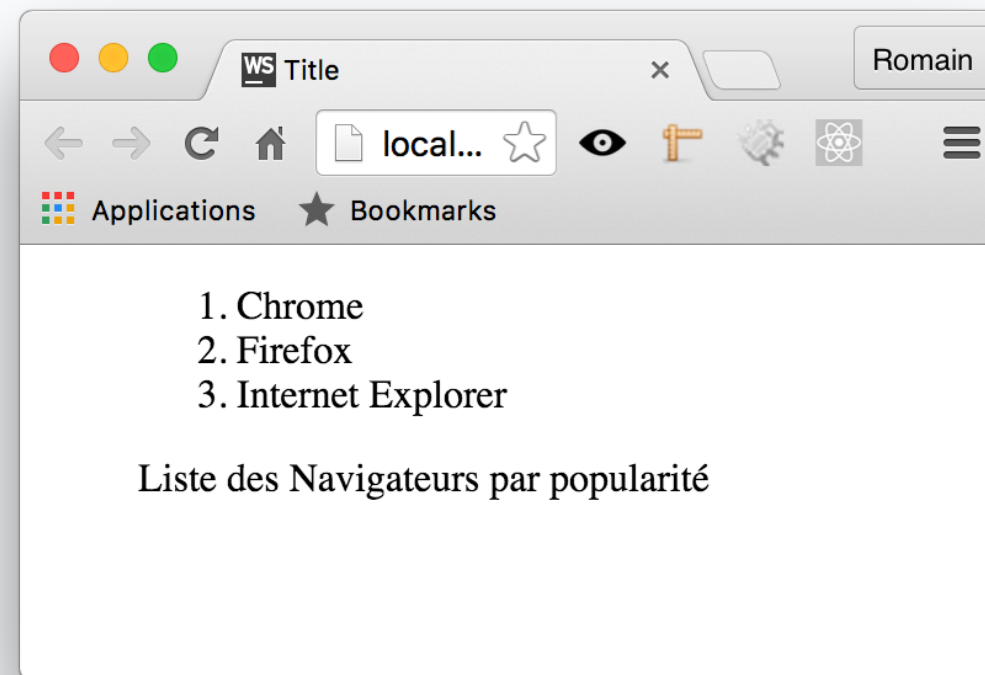 WS Title
Romain
local...
Applications Bookmarks
1. Chrome
2. Firefox
3. Internet Explorer
Liste des Navigateurs par popularité